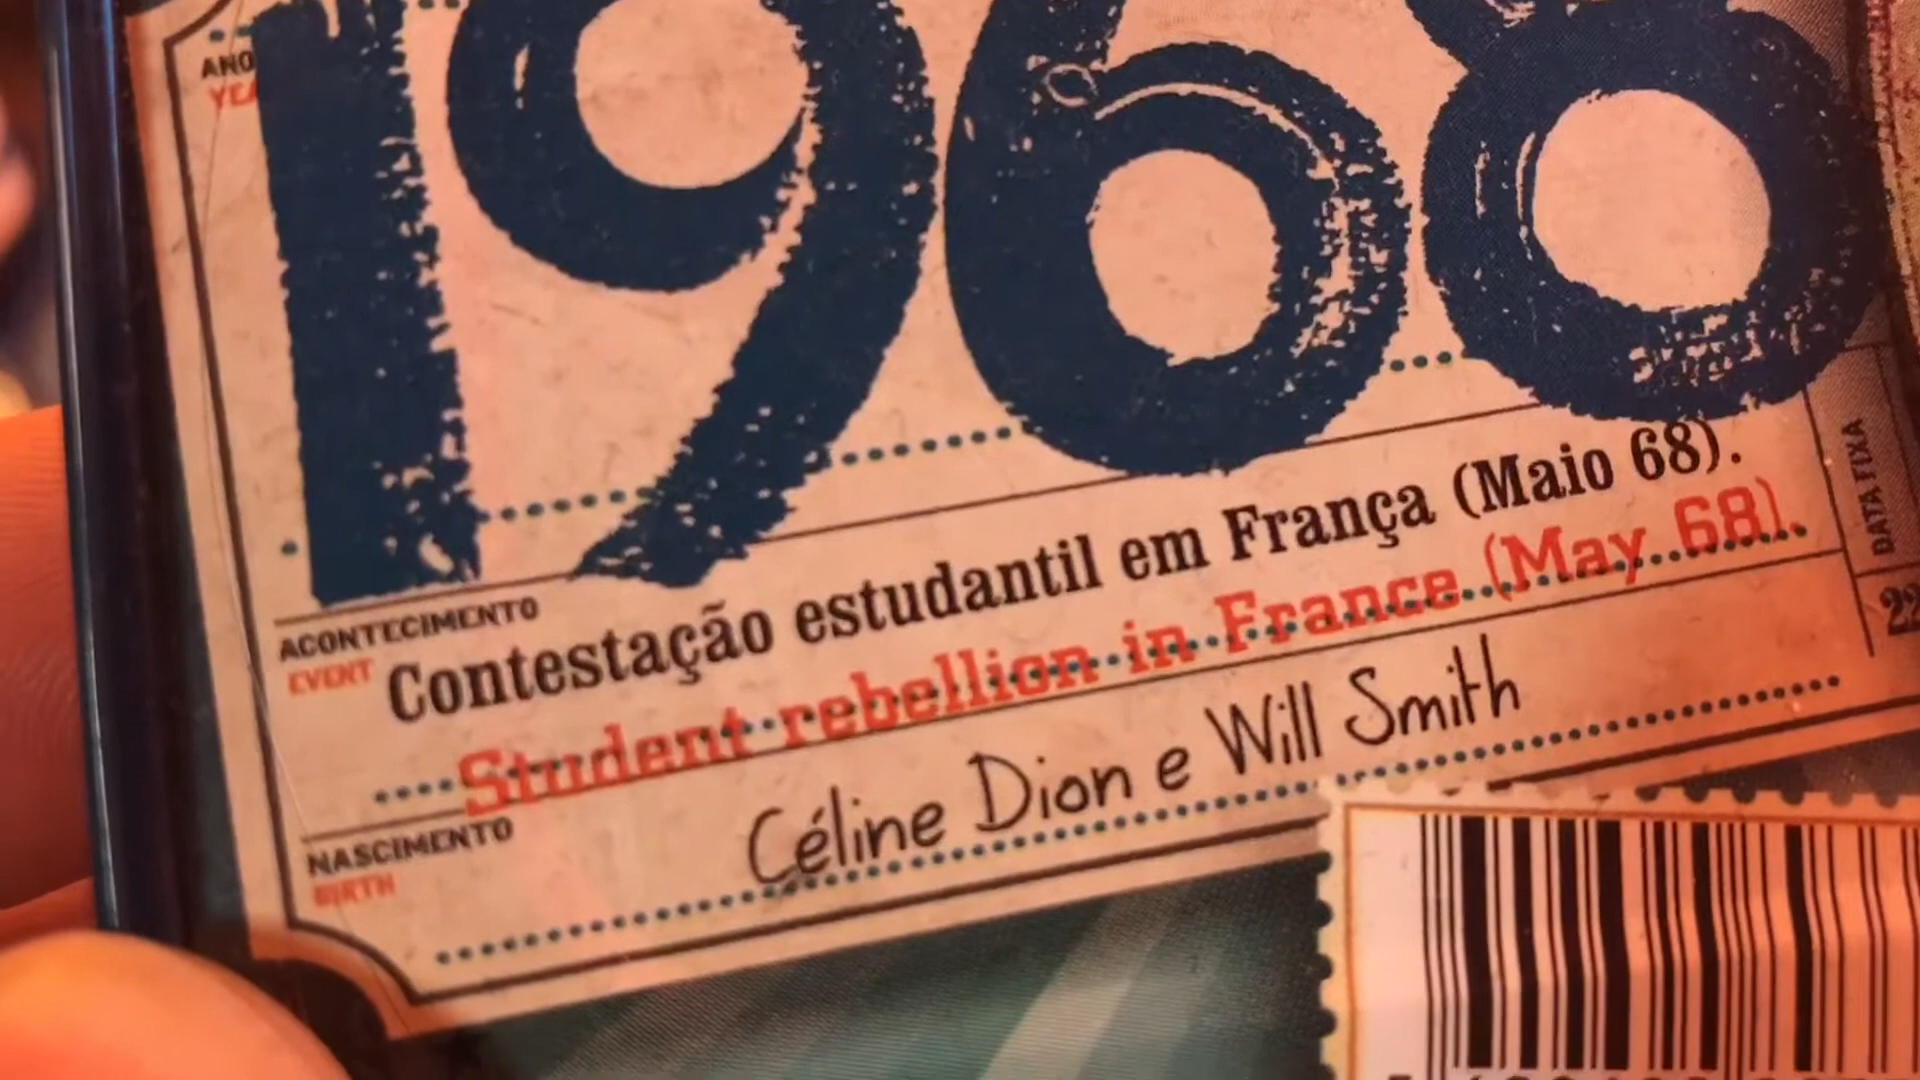 ANO
1968
ACONTECIMENTO
EVENT
Contestação estudantil em França (Maio 68).
Student rebellion in France (May 68).
NASCIMENTO
BIRTH
Céline Dion e Will Smith
DATA FIXA